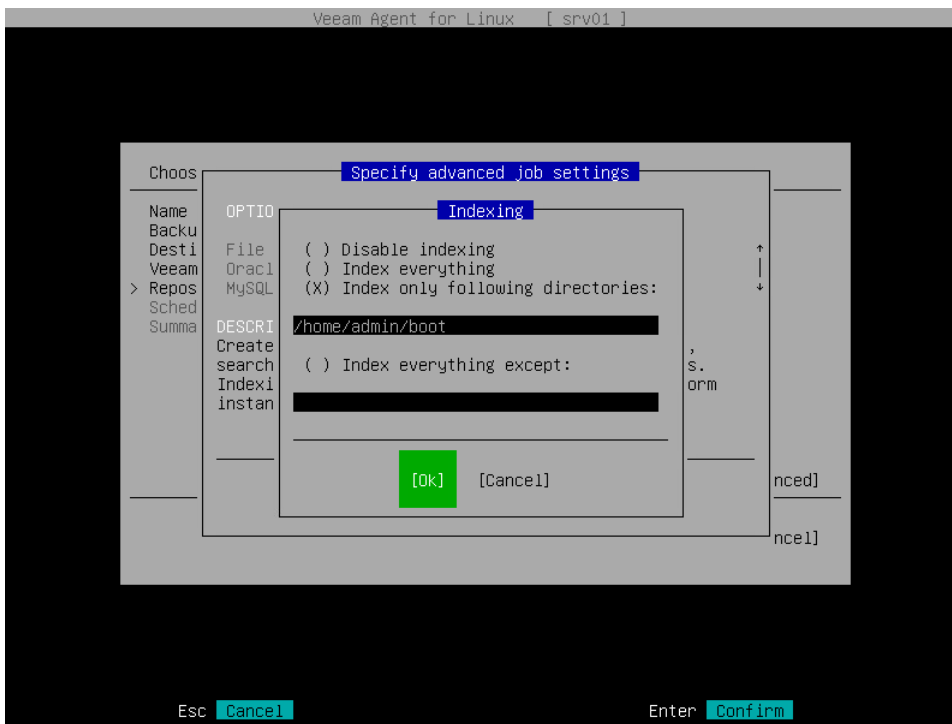 Veeam Agent for Linux [ srv01 ]
Choos
Specify advanced job settings
Name
OPTIO
Indexing
Backu
Desti
File
( ) Disable indexing
↑
Veeam
Oracl
( ) Index everything
|
> Repos
MySQL
(X) Index only following directories:
↓
Sched
Summa
DESCRI
/home/admin/boot
Create
,
search
( ) Index everything except:
s.
Indexi
orm
instan
[Ok] [Cancel]
nced]
ncel]
Esc Cancel
Enter Confirm